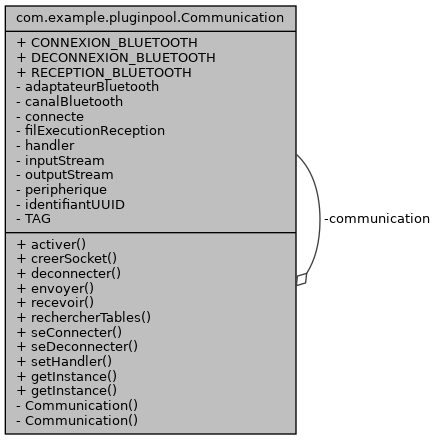 com.example.pluginpool.Communication
+ CONNEXION_BLUETOOTH
+ DECONNEXION_BLUETOOTH
+ RECEPTION_BLUETOOTH
- adaptateurBluetooth
- canalBluetooth
- connecte
- filExecutionReception
- handler
- inputStream
- outputStream
- peripherique
- identifiantUUID
- TAG
+ activer()
+ creerSocket()
+ deconnecter()
+ envoyer()
+ recevoir()
+ rechercherTables()
+ seConnecter()
+ seDeconnecter()
+ setHandler()
+ getInstance()
+ getInstance()
- Communication()
- Communication()
-communication